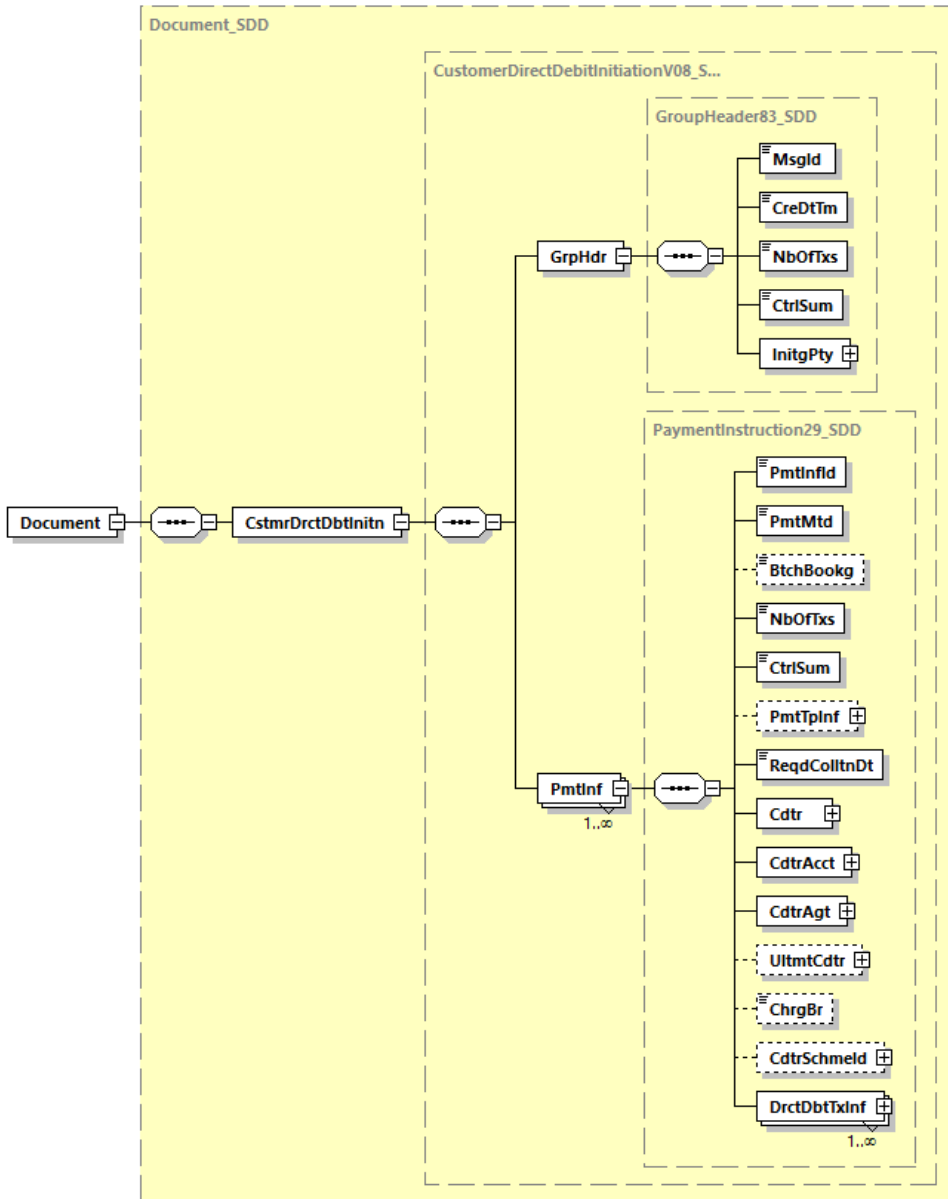 Document_SDD
CustomerDirectDebitInitiationV08_S...
GroupHeader83_SDD
MsgId
CreDtTm
GrpHdr
NbOfTxs
CtrlSum
InitgPty
PaymentInstruction29_SDD
PmtInfId
Document
CstmrDrctDbtInitn
PmtMtd
BtchBookg
NbOfTxs
CtrlSum
PmtTpInf
ReqdColltnDt
PmtInf
1..∞
Cdtr
CdtrAcct
CdtrAgt
UltmtCdtr
ChrgBr
CdtrSchmeId
DrctDbtTxInf
1..∞